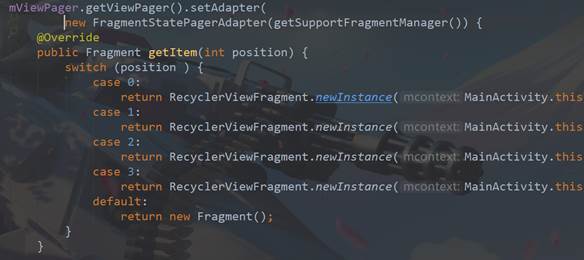 mViewPager.getViewPager().setAdapter(
new FragmentStatePagerAdapter(getSupportFragmentManager()) {
@Override
public Fragment getItem(int position) {
switch (position ) {
case 0:
return RecyclerViewFragment.newInstance( mcontext: MainActivity.this
case 1:
return RecyclerViewFragment.newInstance( mcontext: MainActivity.this
case 2:
return RecyclerViewFragment.newInstance( mcontext: MainActivity.this
case 3:
return RecyclerViewFragment.newInstance( mcontext: MainActivity.this
default:
return new Fragment();
}
}